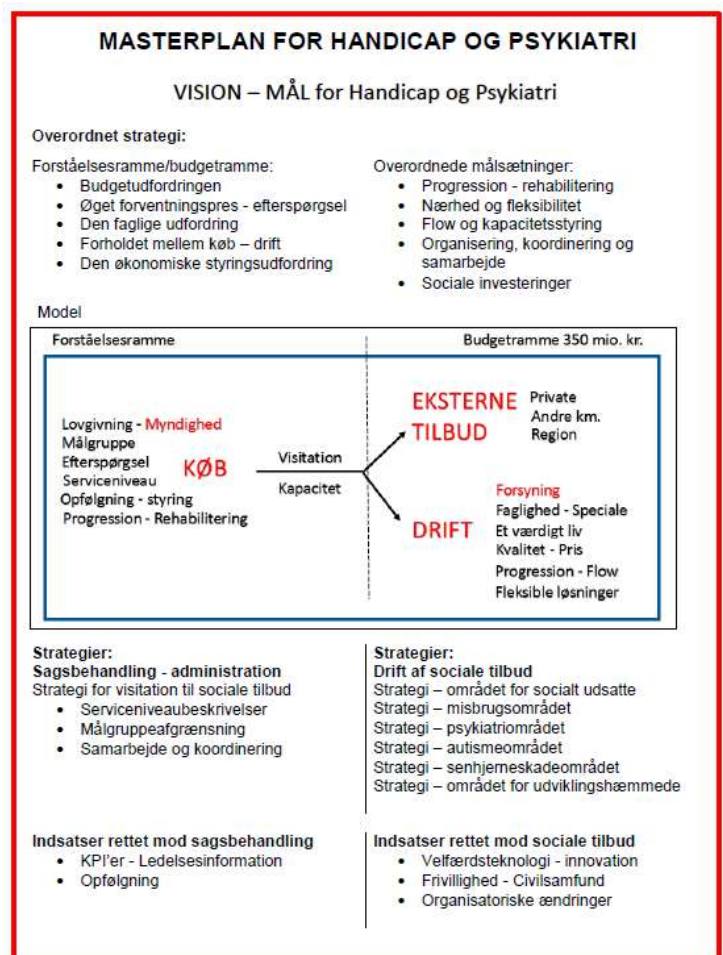 MASTERPLAN FOR HANDICAP OG PSYKIATRI
VISION – MÅL for Handicap og Psykiatri
Overordnet strategi:
Forståelsesramme/budgetramme:
• Budgetudfordringen
• Øget forventningspres - efterspørgsel
• Den faglige udfordring
• Forholdet mellem køb – drift
• Den økonomiske styringsudfordring
Overordnede målsætninger:
• Progression - rehabilitering
• Nærhed og fleksibilitet
• Flow og kapacitetsstyring
• Organisering, koordinering og
samarbejde
• Sociale investeringer
Model
Forståelsesramme
Budgetramme 350 mio. kr.
Lovgivning - Myndighed
Målgruppe
Efterspørgsel
Serviceniveau
Opfølgning - styring
Progression - Rehabilitering
KØB
Visitation
Kapacitet
EKSTERNE
TILBUD
Private
Andre km.
Region
DRIFT
Forsyning
Faglighed - Speciale
Et værdigt liv
Kvalitet - Pris
Progression - Flow
Fleksible løsninger
Strategier:
Sagsbehandling - administration
Strategi for visitation til sociale tilbud
• Serviceniveaubeskrivelser
• Målgruppeafgrænsning
• Samarbejde og koordinering
Strategier:
Drift af sociale tilbud
Strategi – området for socialt udsatte
Strategi – misbrugsområdet
Strategi – psykiatriområdet
Strategi – autismeområdet
Strategi – senhjerneskadeområdet
Strategi – området for udviklingshæmmede
Indsatser rettet mod sagsbehandling
• KPI'er - Ledelsesinformation
• Opfølgning
Indsatser rettet mod sociale tilbud
• Velfærdsteknologi - innovation
• Frivillighed - Civilsamfund
• Organisatoriske ændringer